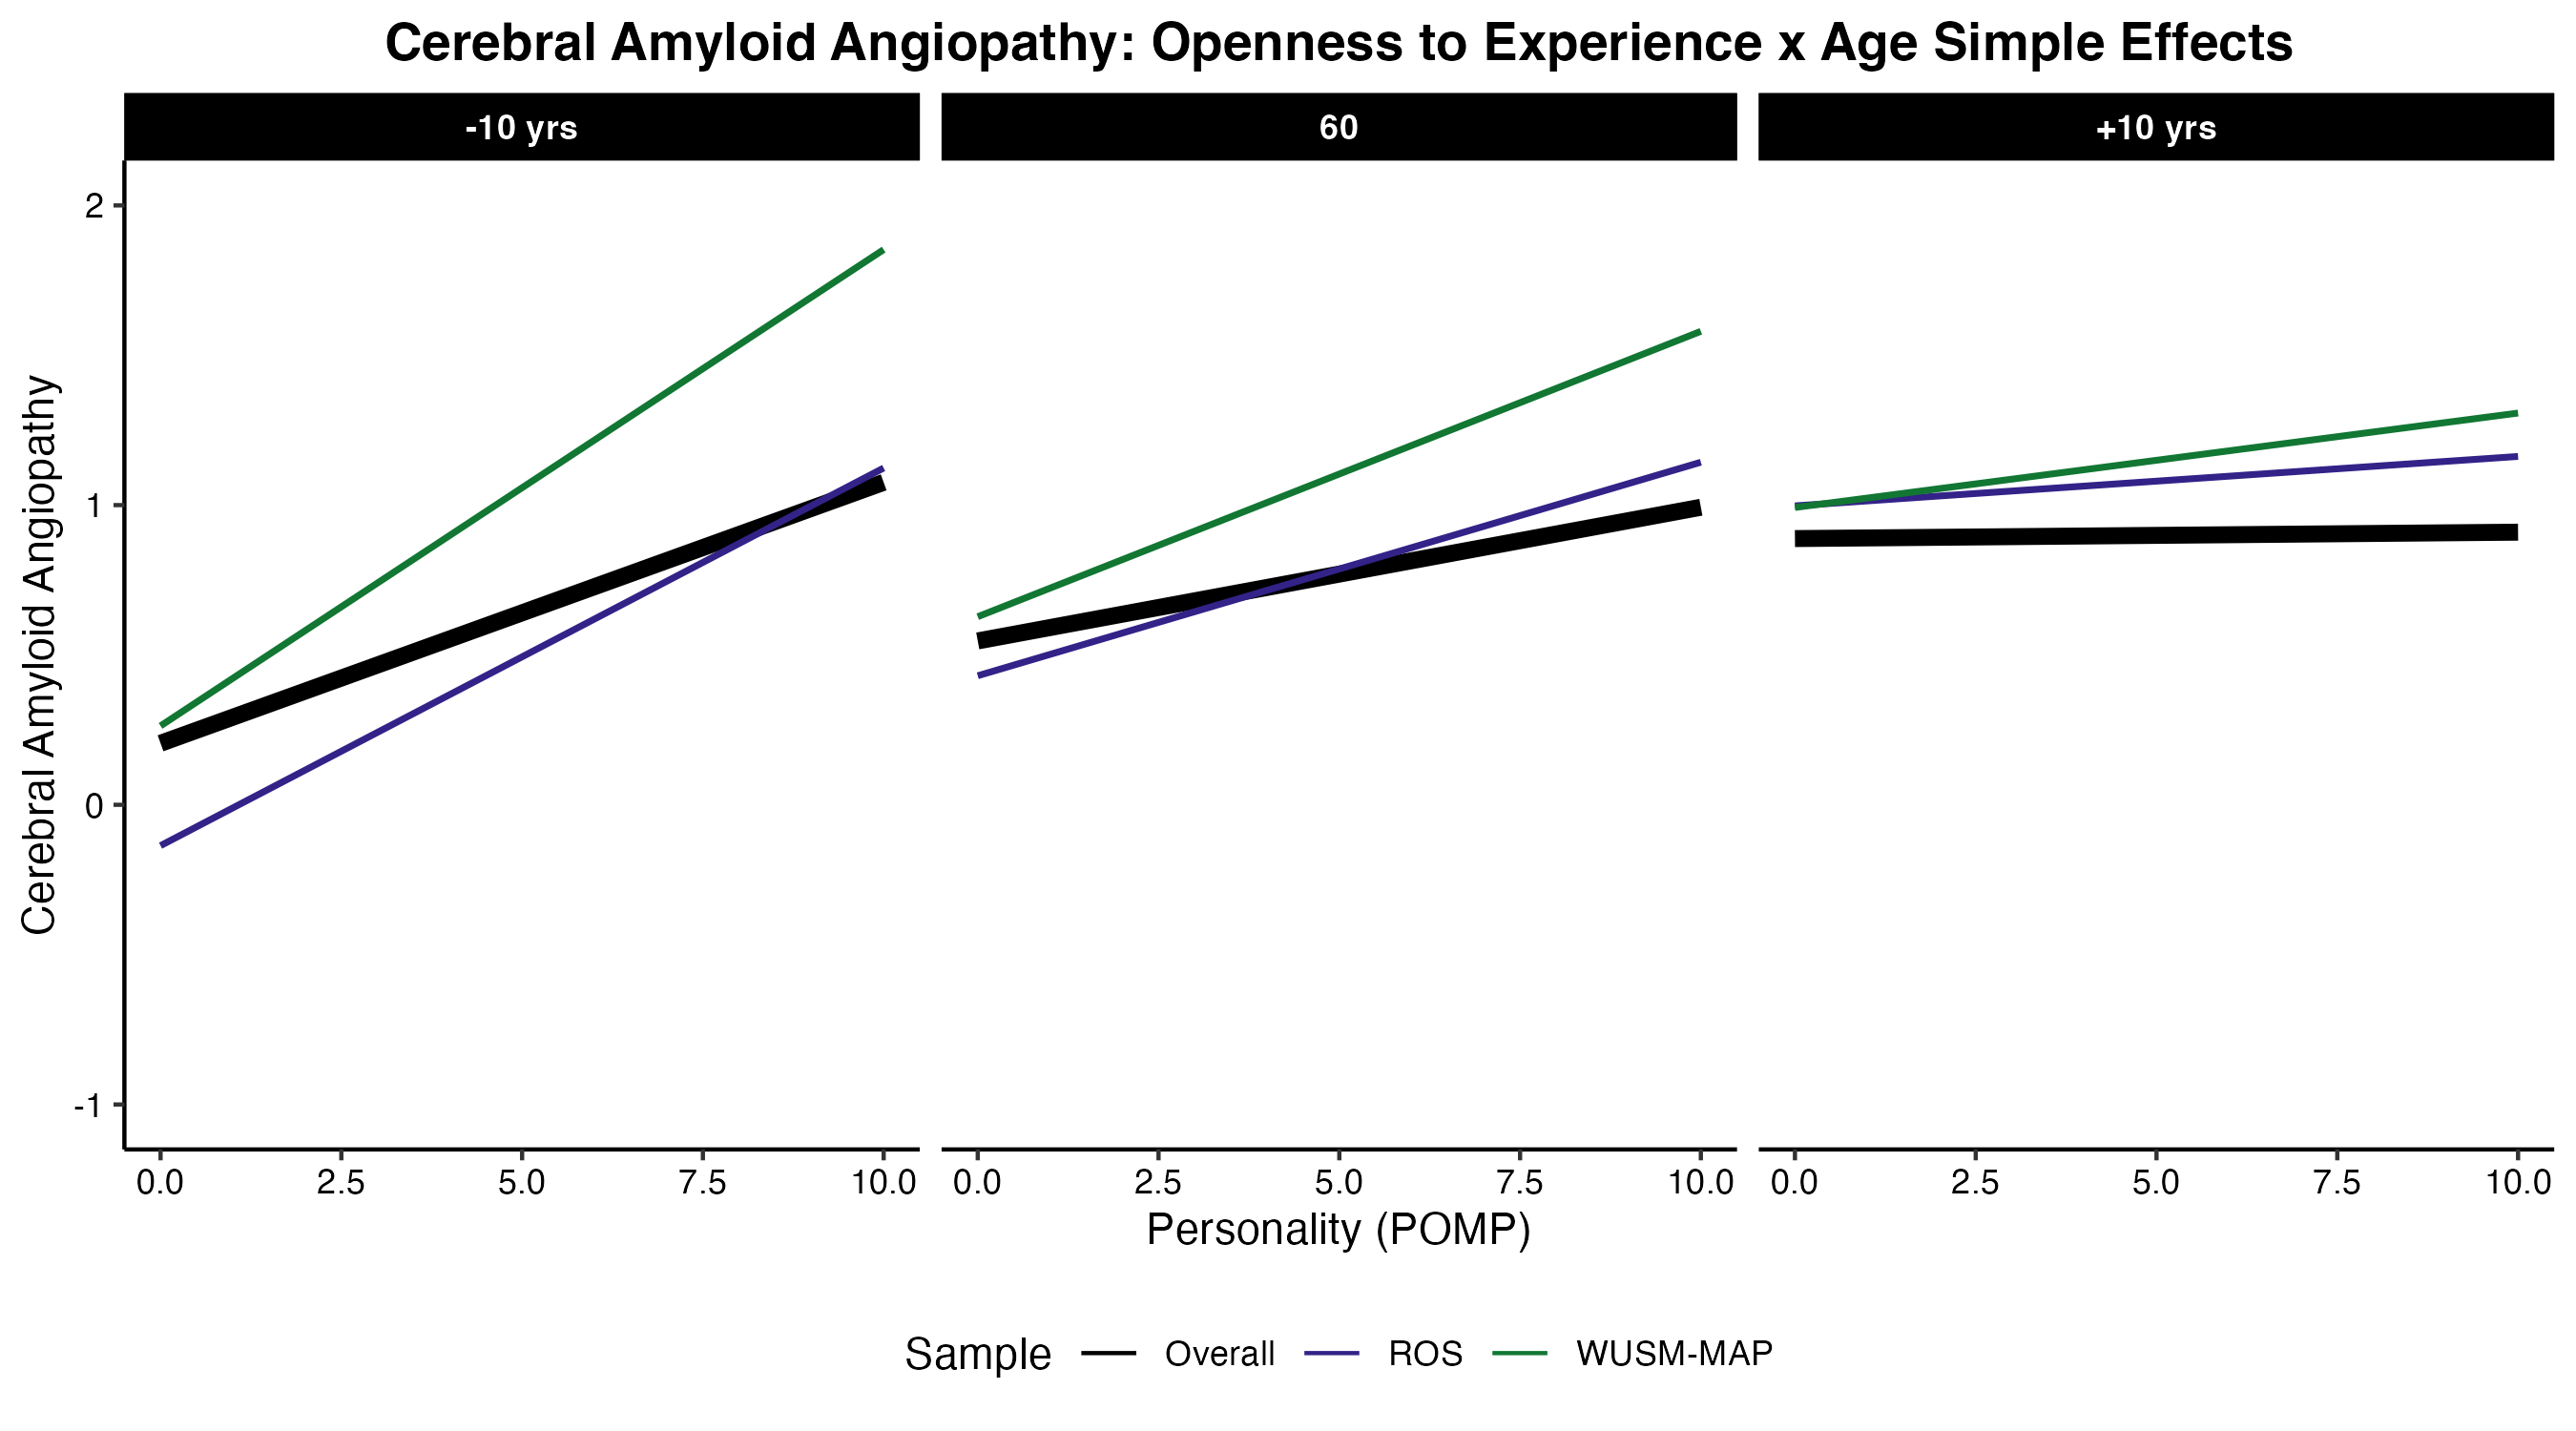 Cerebral Amyloid Angiopathy: Openness to Experience x Age Simple Effects
-10 yrs 60 +10 yrs
Cerebral Amyloid Angiopathy
2
1
0
-1
0.0 2.5 5.0 7.5 10.0 0.0 2.5 5.0 7.5 10.0 0.0 2.5 5.0 7.5 10.0
Personality (POMP)
Sample Overall ROS WUSM-MAP